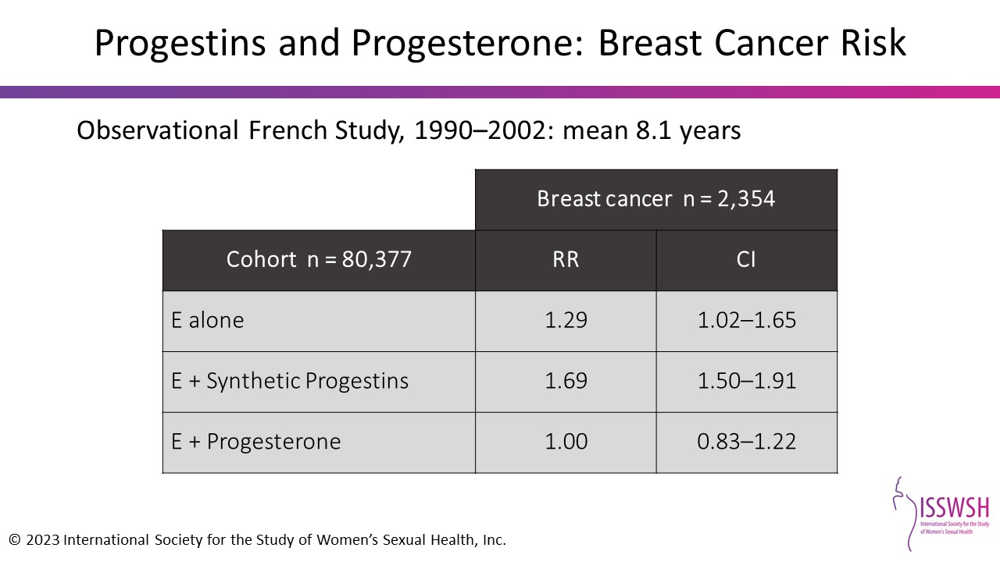 Progestins and Progesterone: Breast Cancer Risk
Observational French Study, 1990–2002: mean 8.1 years
Breast cancer n = 2,354
Cohort n = 80,377 RR CI
E alone 1.29 1.02–1.65
E + Synthetic Progestins 1.69 1.50–1.91
E + Progesterone 1.00 0.83–1.22
ISSWSH
International Society for the Study
of Women's Sexual Health
© 2023 International Society for the Study of Women’s Sexual Health, Inc.